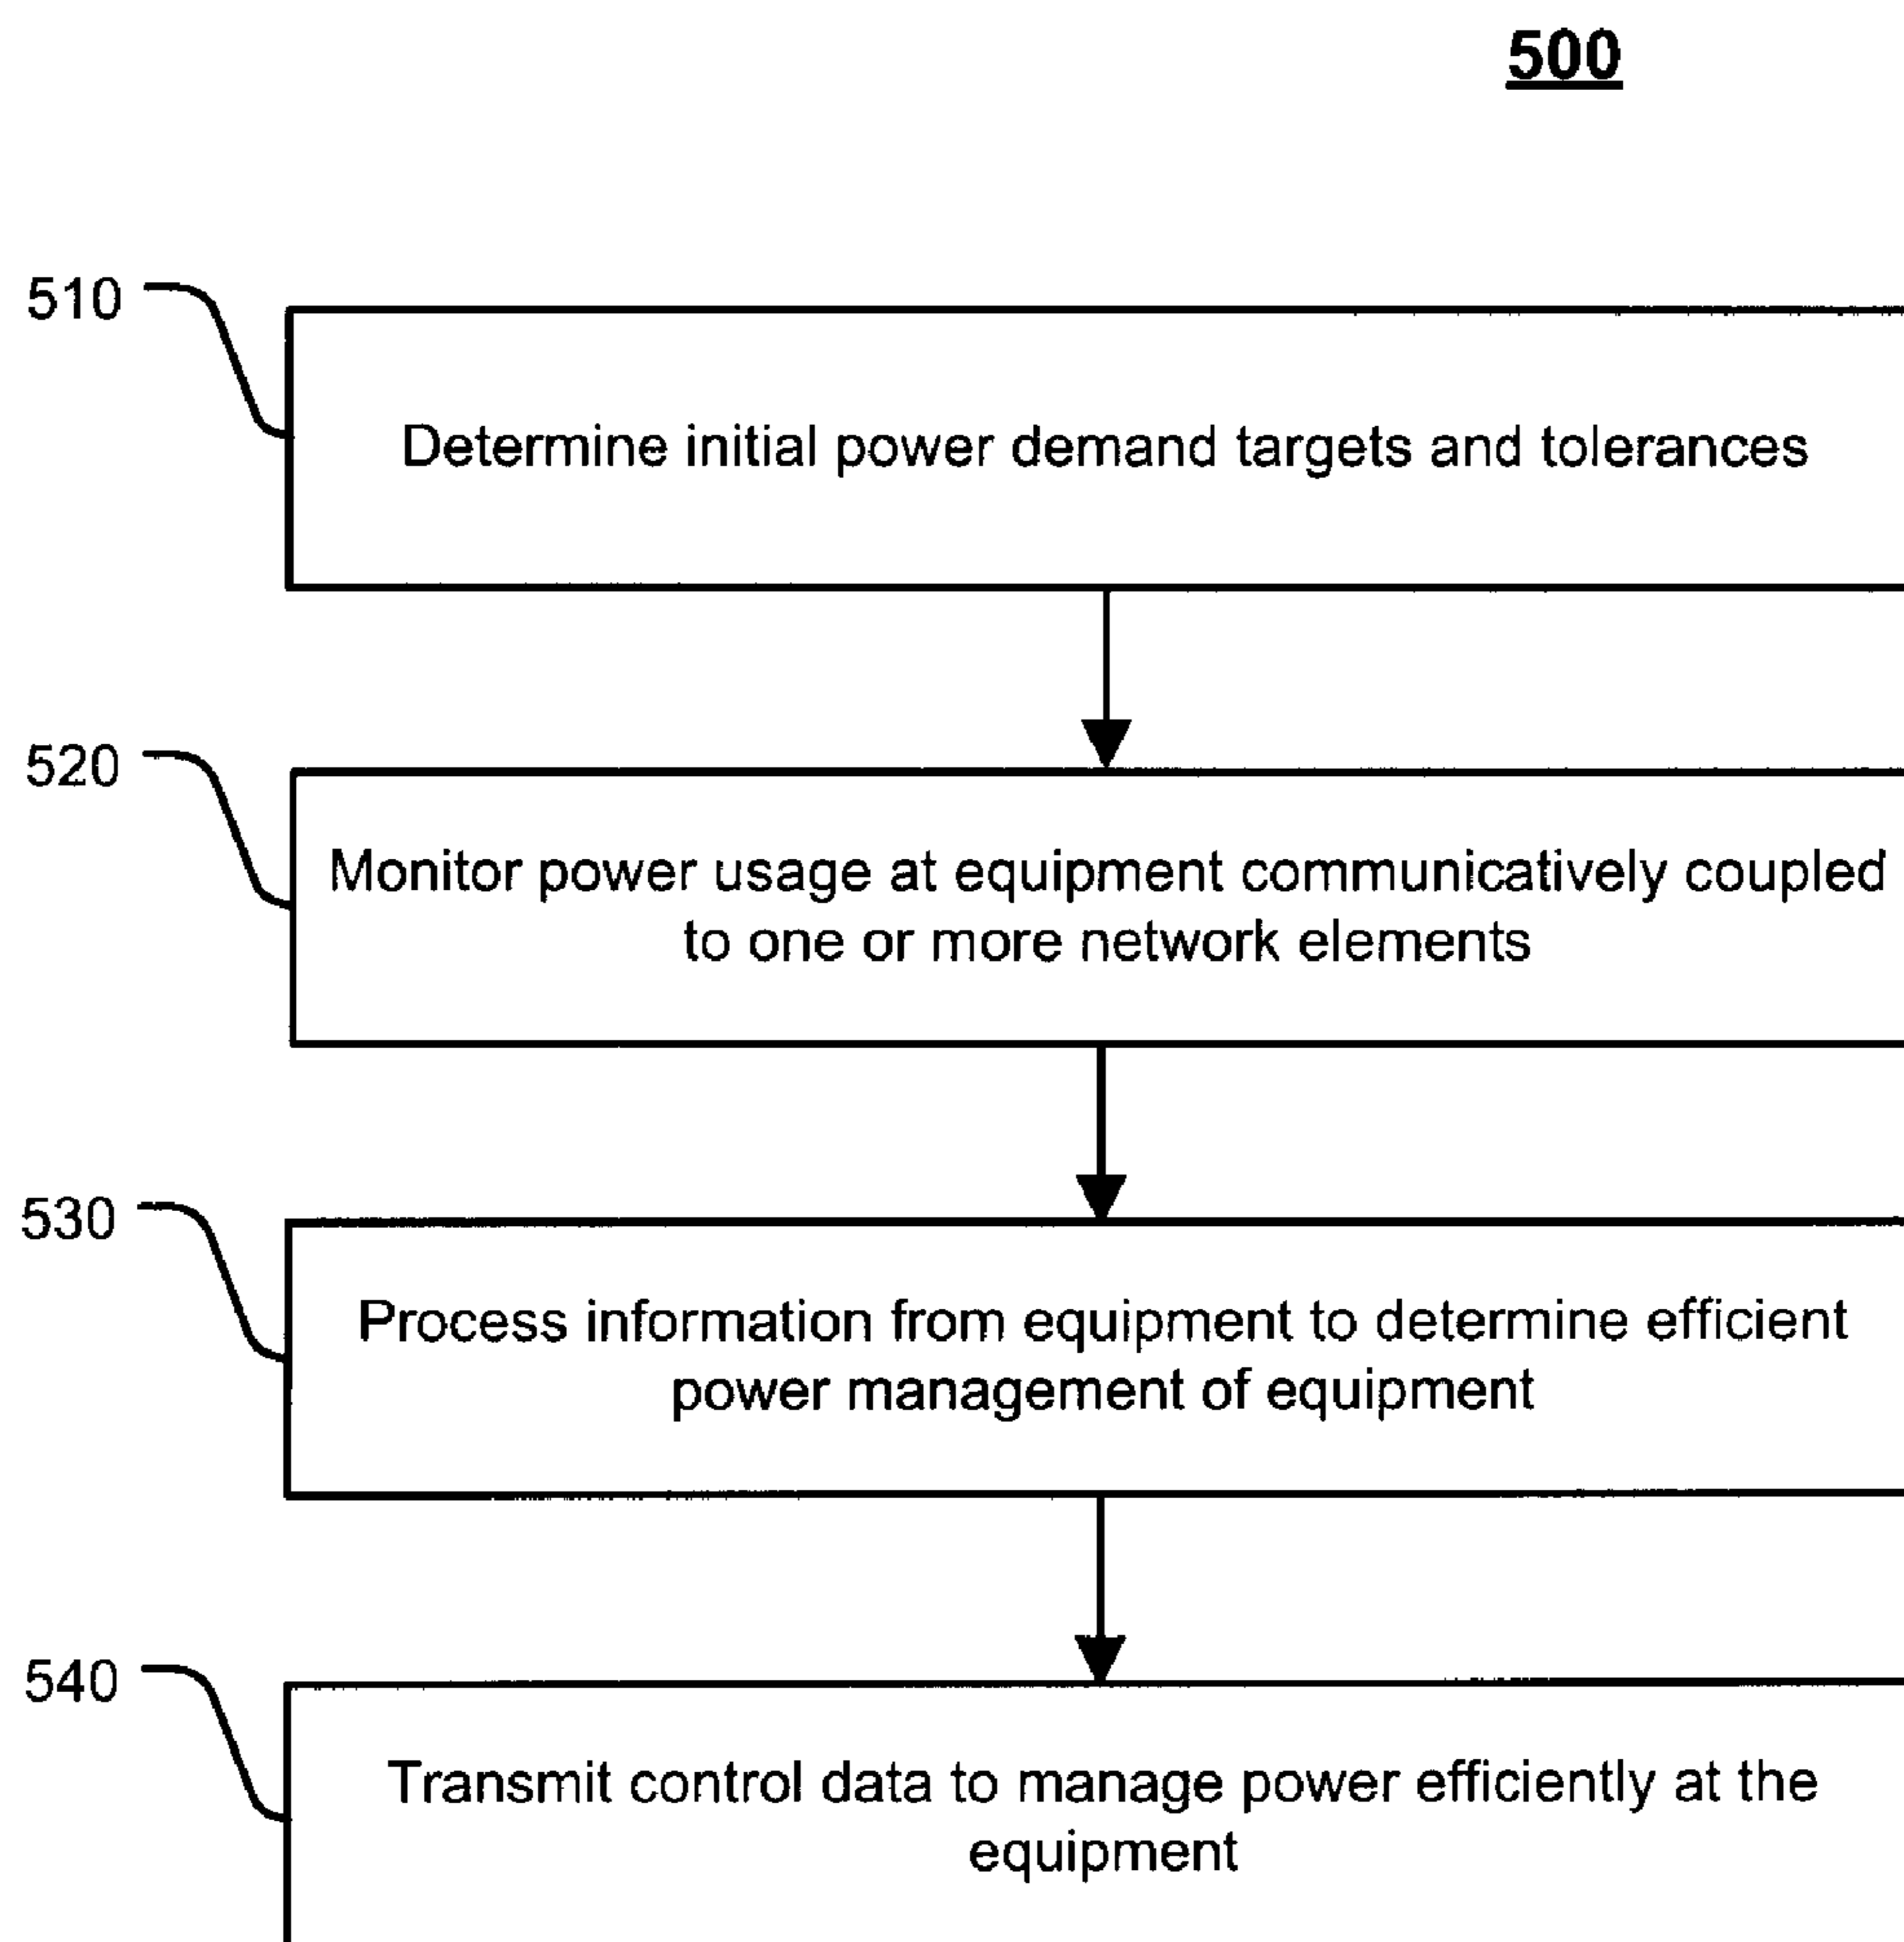 500
510
Determine initial power demand targets and tolerances
520
Monitor power usage at equipment communicatively coupled
to one or more network elements
530
Process information from equipment to determine efficient
power management of equipment
540
Transmit control data to manage power efficiently at the
equipment